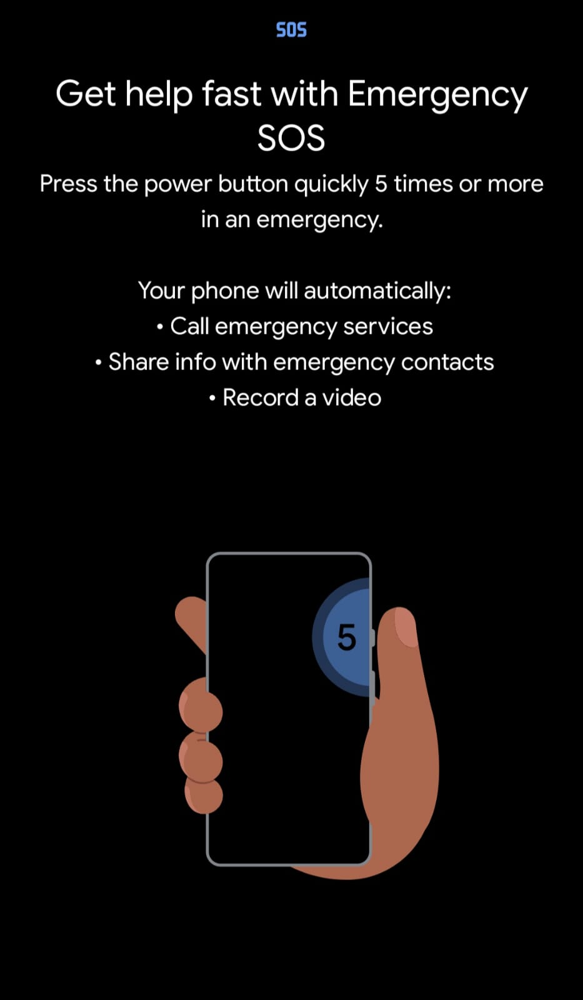 SOS
Get help fast with Emergency
SOS
Press the power button quickly 5 times or more
in an emergency.
Your phone will automatically:
• Call emergency services
• Share info with emergency contacts
• Record a video
5